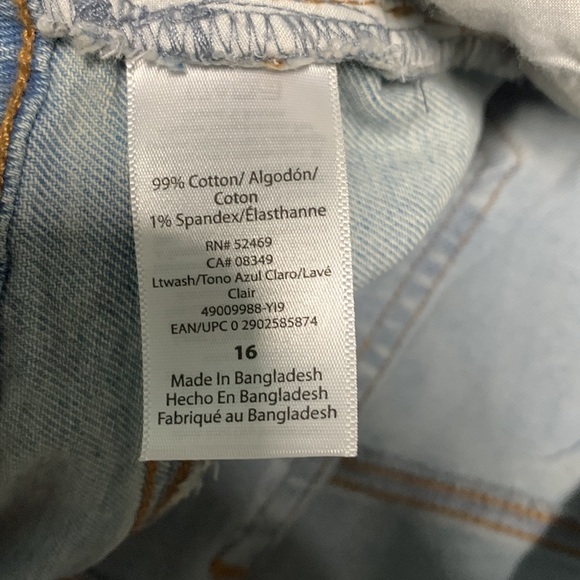 99% Cotton/ Algodón/
Coton
1% Spandex/Élasthanne
RN# 52469
CA# 08349
Ltwash/Tono Azul Claro/Lavé
Clair
49009988-YI9
EAN/UPC 0 2902585874
16
Made In Bangladesh
Hecho En Bangladesh
Fabriqué au Bangladesh